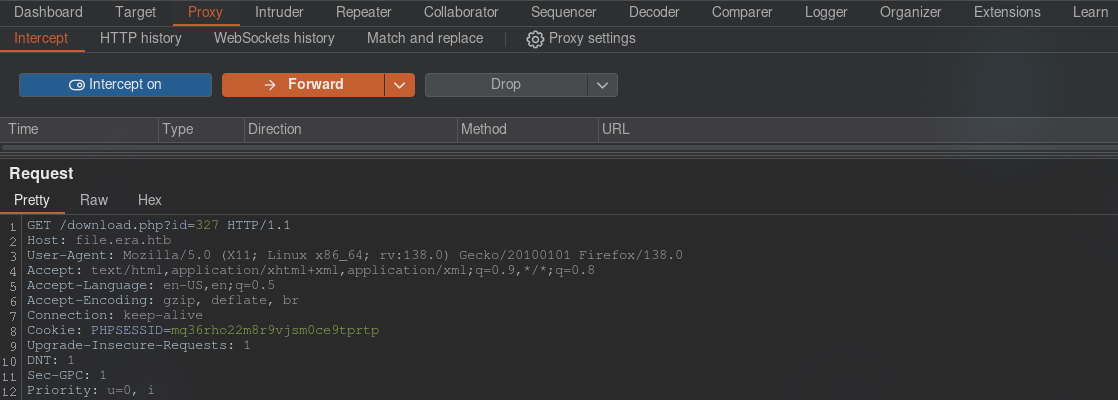 Dashboard Target Proxy Intruder Repeater Collaborator Sequencer Decoder Comparer Logger Organizer Extensions Learn
Intercept HTTP history WebSockets history Match and replace Proxy settings
Intercept on Forward Drop
Time Type Direction Method URL
Request
Pretty Raw Hex
1 GET /download.php?id=327 HTTP/1.1
2 Host: file.era.htb
3 User-Agent: Mozilla/5.0 (X11; Linux x86_64; rv:138.0) Gecko/20100101 Firefox/138.0
4 Accept: text/html,application/xhtml+xml,application/xml;q=0.9,*/*;q=0.8
5 Accept-Language: en-US,en;q=0.5
6 Accept-Encoding: gzip, deflate, br
7 Connection: keep-alive
8 Cookie: PHPSESSID=mq36rho22m8r9vjsm0ce9tprtp
9 Upgrade-Insecure-Requests: 1
10 DNT: 1
11 Sec-GPC: 1
12 Priority: u=0, i